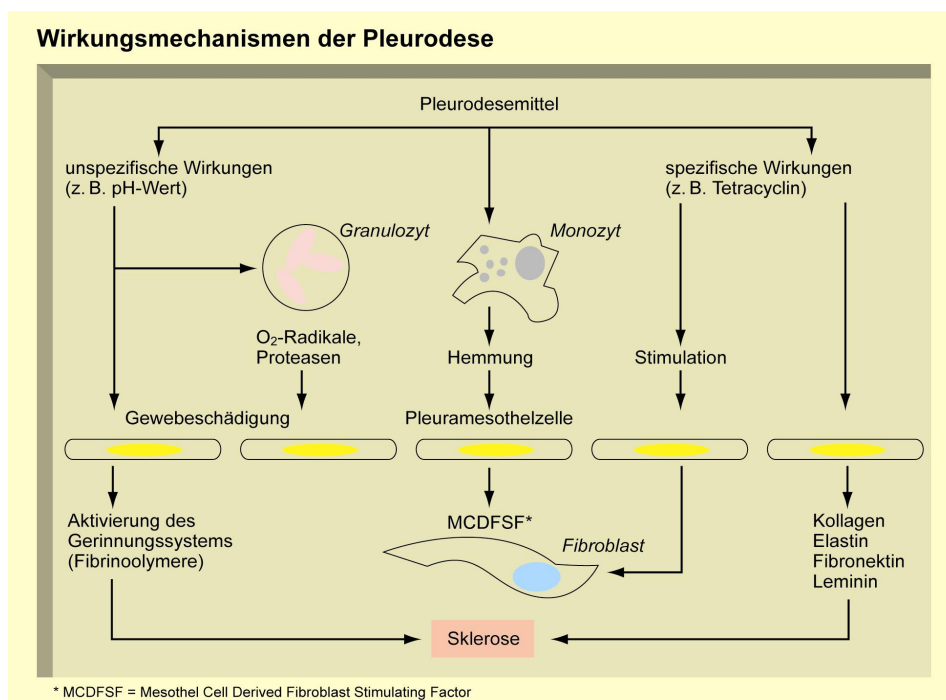 Wirkungsmechanismen der Pleurodese
Pleurodesemittel
unspezifische Wirkungen
(z. B. pH-Wert)
spezifische Wirkungen
(z. B. Tetracyclin)
Granulozyt
Monozyt
O₂-Radikale,
Proteasen
Hemmung
Stimulation
Gewebeschädigung
Pleuramesothelzelle
Aktivierung des
Gerinnungssystems
(Fibrinoolymere)
MCDFSF*
Fibroblast
Kollagen
Elastin
Fibronektin
Leminin
Sklerose
* MCDFSF = Mesothel Cell Derived Fibroblast Stimulating Factor